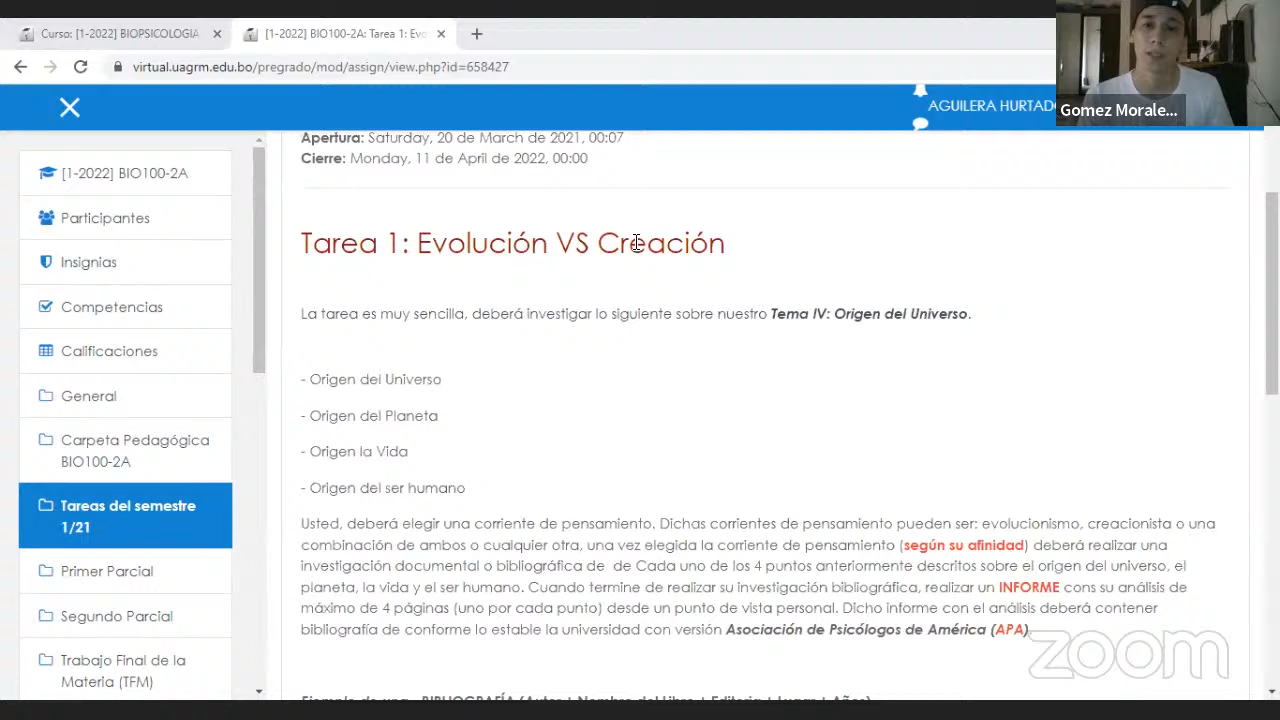 Curso: [1-2022] BIOPSICOLOGIA
[1-2022] BIO100-2A: Tarea 1: Evo
virtual.uagrm.edu.bo/pregrado/mod/assign/view.php?id=658427
AGUILERA HURTADO
Gomez Morale...
Apertura: Saturday, 20 de March de 2021, 00:07
Cierre: Monday, 11 de April de 2022, 00:00
[1-2022] BIO100-2A
Participantes
Insignias
Competencias
Calificaciones
General
Carpeta Pedagógica
BIO100-2A
Tareas del semestre
1/21
Primer Parcial
Segundo Parcial
Trabajo Final de la
Materia (TFM)
Tarea 1: Evolución VS Creación
La tarea es muy sencilla, deberá investigar lo siguiente sobre nuestro Tema IV: Origen del Universo.
- Origen del Universo
- Origen del Planeta
- Origen la Vida
- Origen del ser humano
Usted, deberá elegir una corriente de pensamiento. Dichas corrientes de pensamiento pueden ser: evolucionismo, creacionista o una
combinación de ambos o cualquier otra, una vez elegida la corriente de pensamiento (según su afinidad) deberá realizar una
investigación documental o bibliográfica de de Cada uno de los 4 puntos anteriormente descritos sobre el origen del universo, el
planeta, la vida y el ser humano. Cuando termine de realizar su investigación bibliográfica, realizar un INFORME cons su análisis de
máximo de 4 páginas (uno por cada punto) desde un punto de vista personal. Dicho informe con el análisis deberá contener
bibliografía de conforme lo estable la universidad con versión Asociación de Psicólogos de América (APA)
Ejemplo de una BIBLIOGRAFÍA (Autor + Nombre del Libro + Editoria + Lugar + Años)
zoom